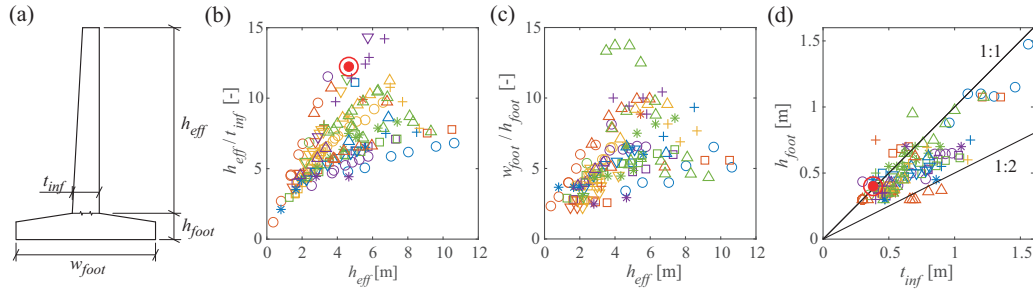 (a)
t_inf
h_eff
h_foot
w_foot
(b)
h_eff / t_inf [-]
15
10
5
0
0 2 4 6 8 10 12
h_eff [m]
(c)
w_foot / h_foot [-]
15
10
5
0
0 2 4 6 8 10 12
h_eff [m]
(d)
h_foot [m]
1.5
1
0.5
0
0 0.5 1 1.5
t_inf [m]
1:1
1:2